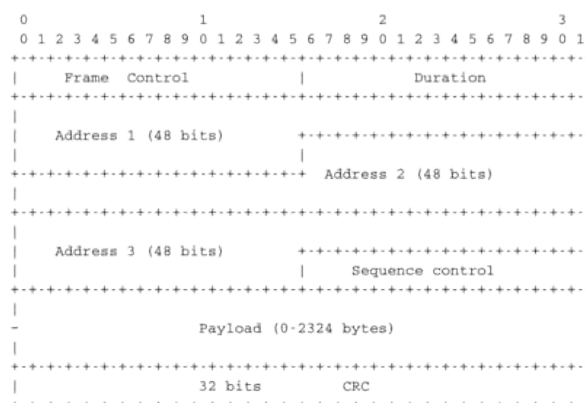 0 1 2 3
0 1 2 3 4 5 6 7 8 9 0 1 2 3 4 5 6 7 8 9 0 1 2 3 4 5 6 7 8 9 0 1
Frame Control Duration
Address 1 (48 bits)
Address 2 (48 bits)
Address 3 (48 bits)
Sequence control
Payload (0-2324 bytes)
32 bits CRC